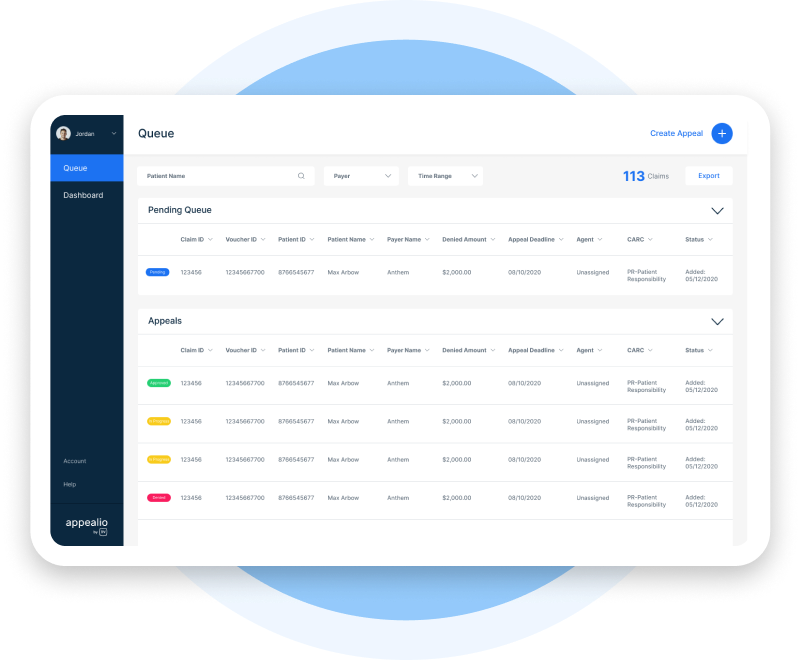 Jordan
Queue
Create Appeal
Queue
Dashboard
Patient Name
Payer
Time Range
113 Claims
Export
Pending Queue
Claim ID Voucher ID Patient ID Patient Name Payer Name Denied Amount Appeal Deadline Agent CARC Status
Pending 123456 12345667700 8766545677 Max Arbow Anthem $2,000.00 08/10/2020 Unassigned PR-Patient Added:
Responsibility 05/12/2020
Appeals
Claim ID Voucher ID Patient ID Patient Name Payer Name Denied Amount Appeal Deadline Agent CARC Status
Approved 123456 12345667700 8766545677 Max Arbow Anthem $2,000.00 08/10/2020 Unassigned PR-Patient Added:
Responsibility 05/12/2020
In Progress 123456 12345667700 8766545677 Max Arbow Anthem $2,000.00 08/10/2020 Unassigned PR-Patient Added:
Responsibility 05/12/2020
In Progress 123456 12345667700 8766545677 Max Arbow Anthem $2,000.00 08/10/2020 Unassigned PR-Patient Added:
Responsibility 05/12/2020
Denied 123456 12345667700 8766545677 Max Arbow Anthem $2,000.00 08/10/2020 Unassigned PR-Patient Added:
Responsibility 05/12/2020
Account
Help
appealio
by